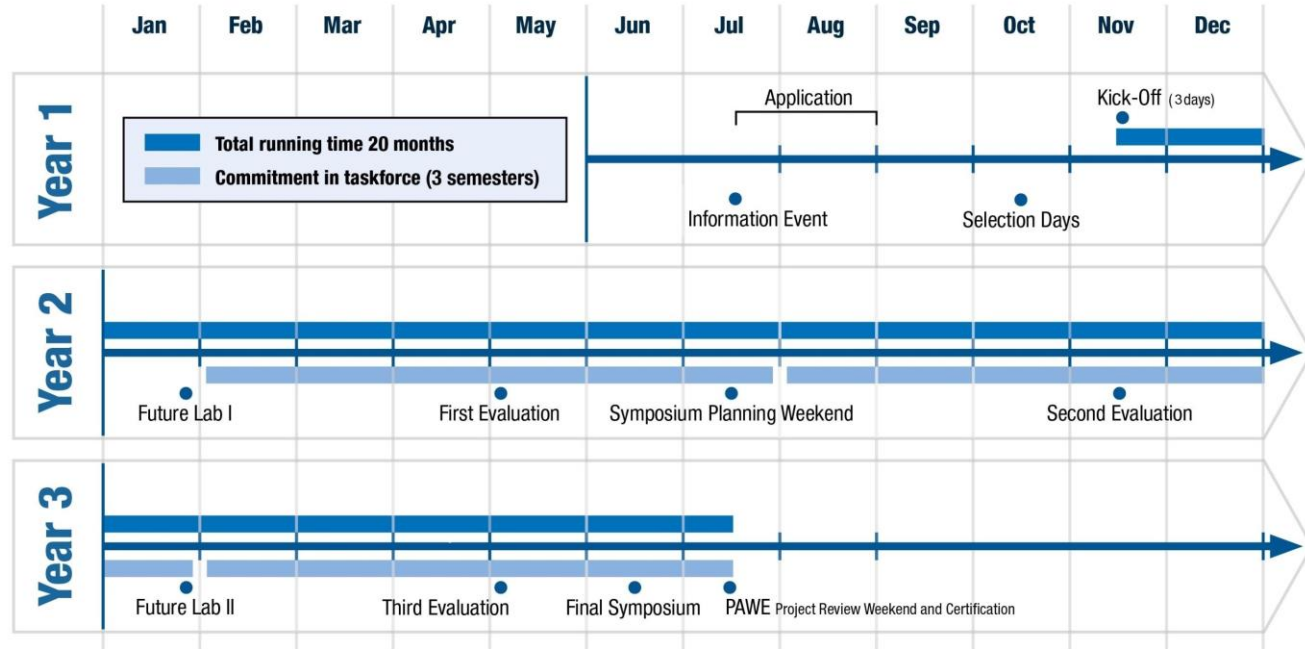 Jan Feb Mar Apr May Jun Jul Aug Sep Oct Nov Dec
Year 1
Total running time 20 months
Commitment in taskforce (3 semesters)
Application
Kick-Off (3 days)
Information Event
Selection Days
Year 2
Future Lab I
First Evaluation
Symposium Planning Weekend
Second Evaluation
Year 3
Future Lab II
Third Evaluation
Final Symposium
PAWE Project Review Weekend and Certification